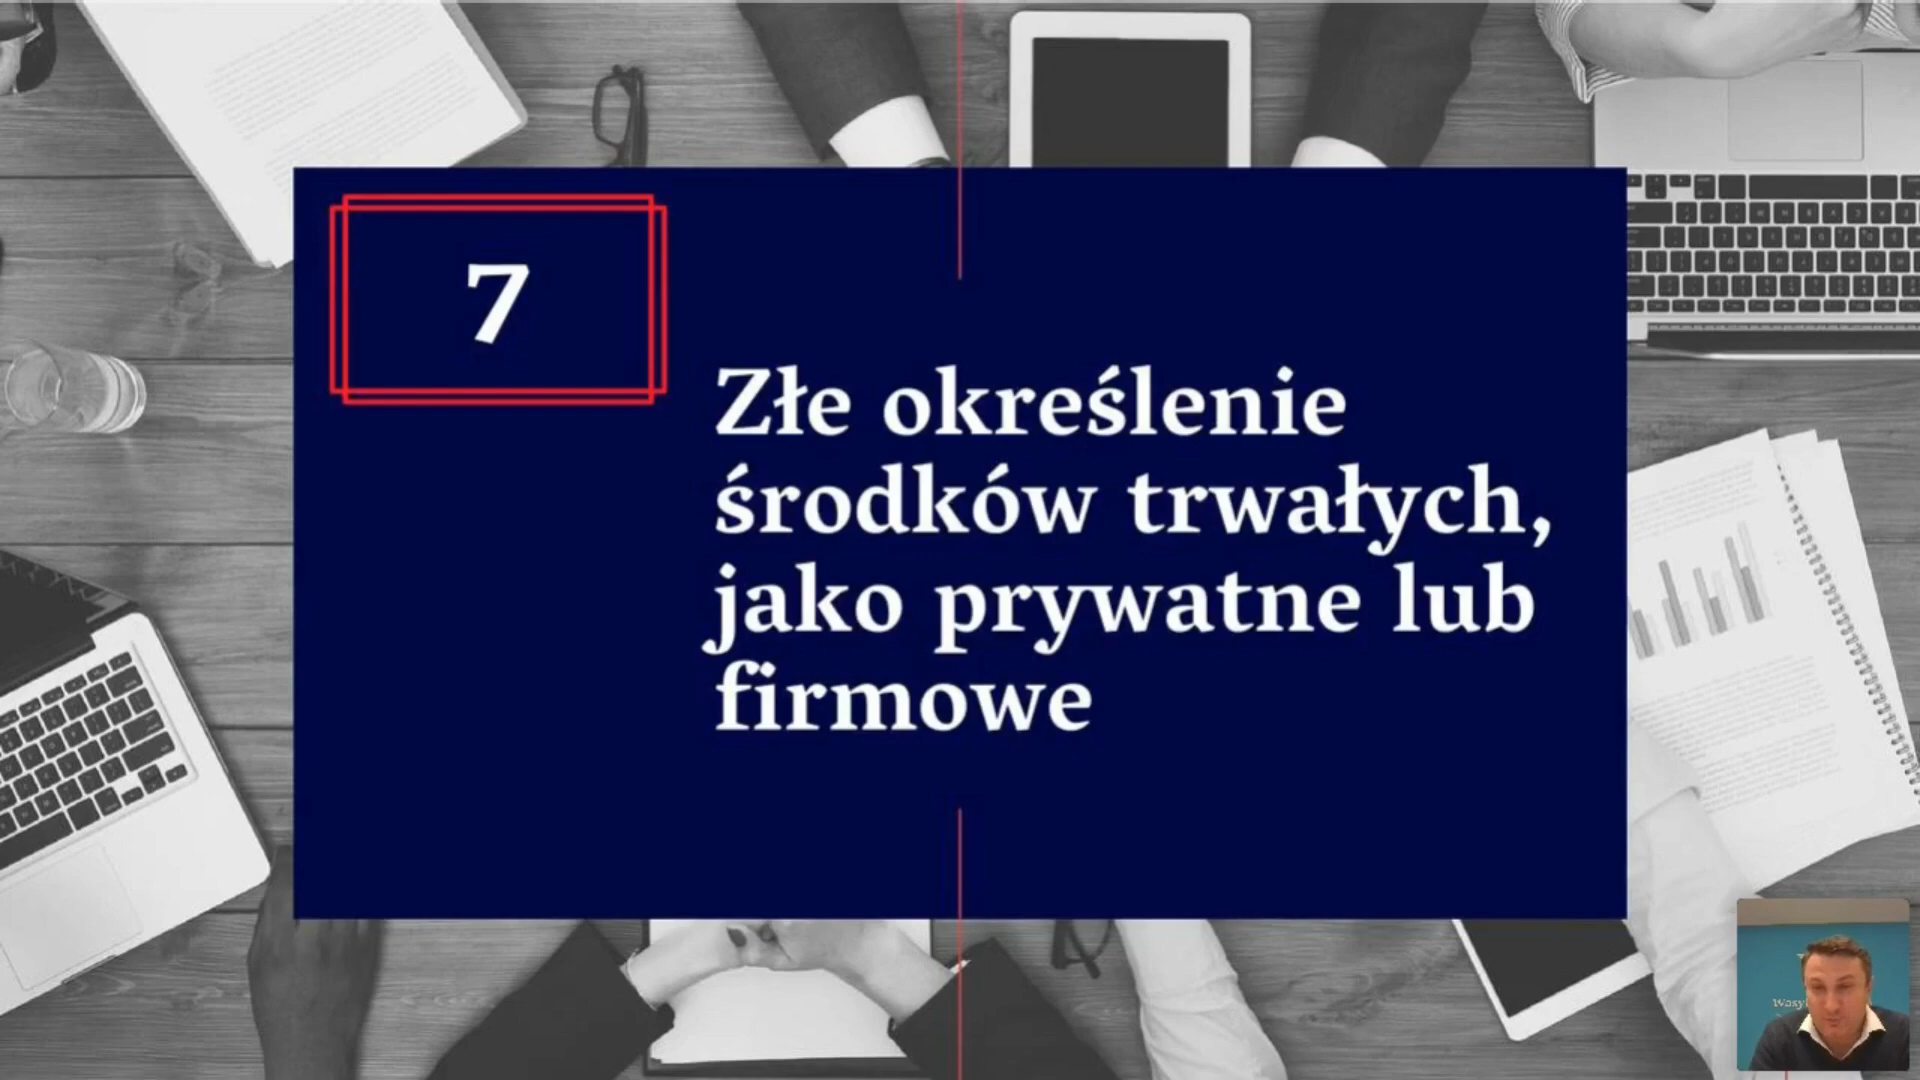 7
Złe określenie
środków trwałych,
jako prywatne lub
firmowe